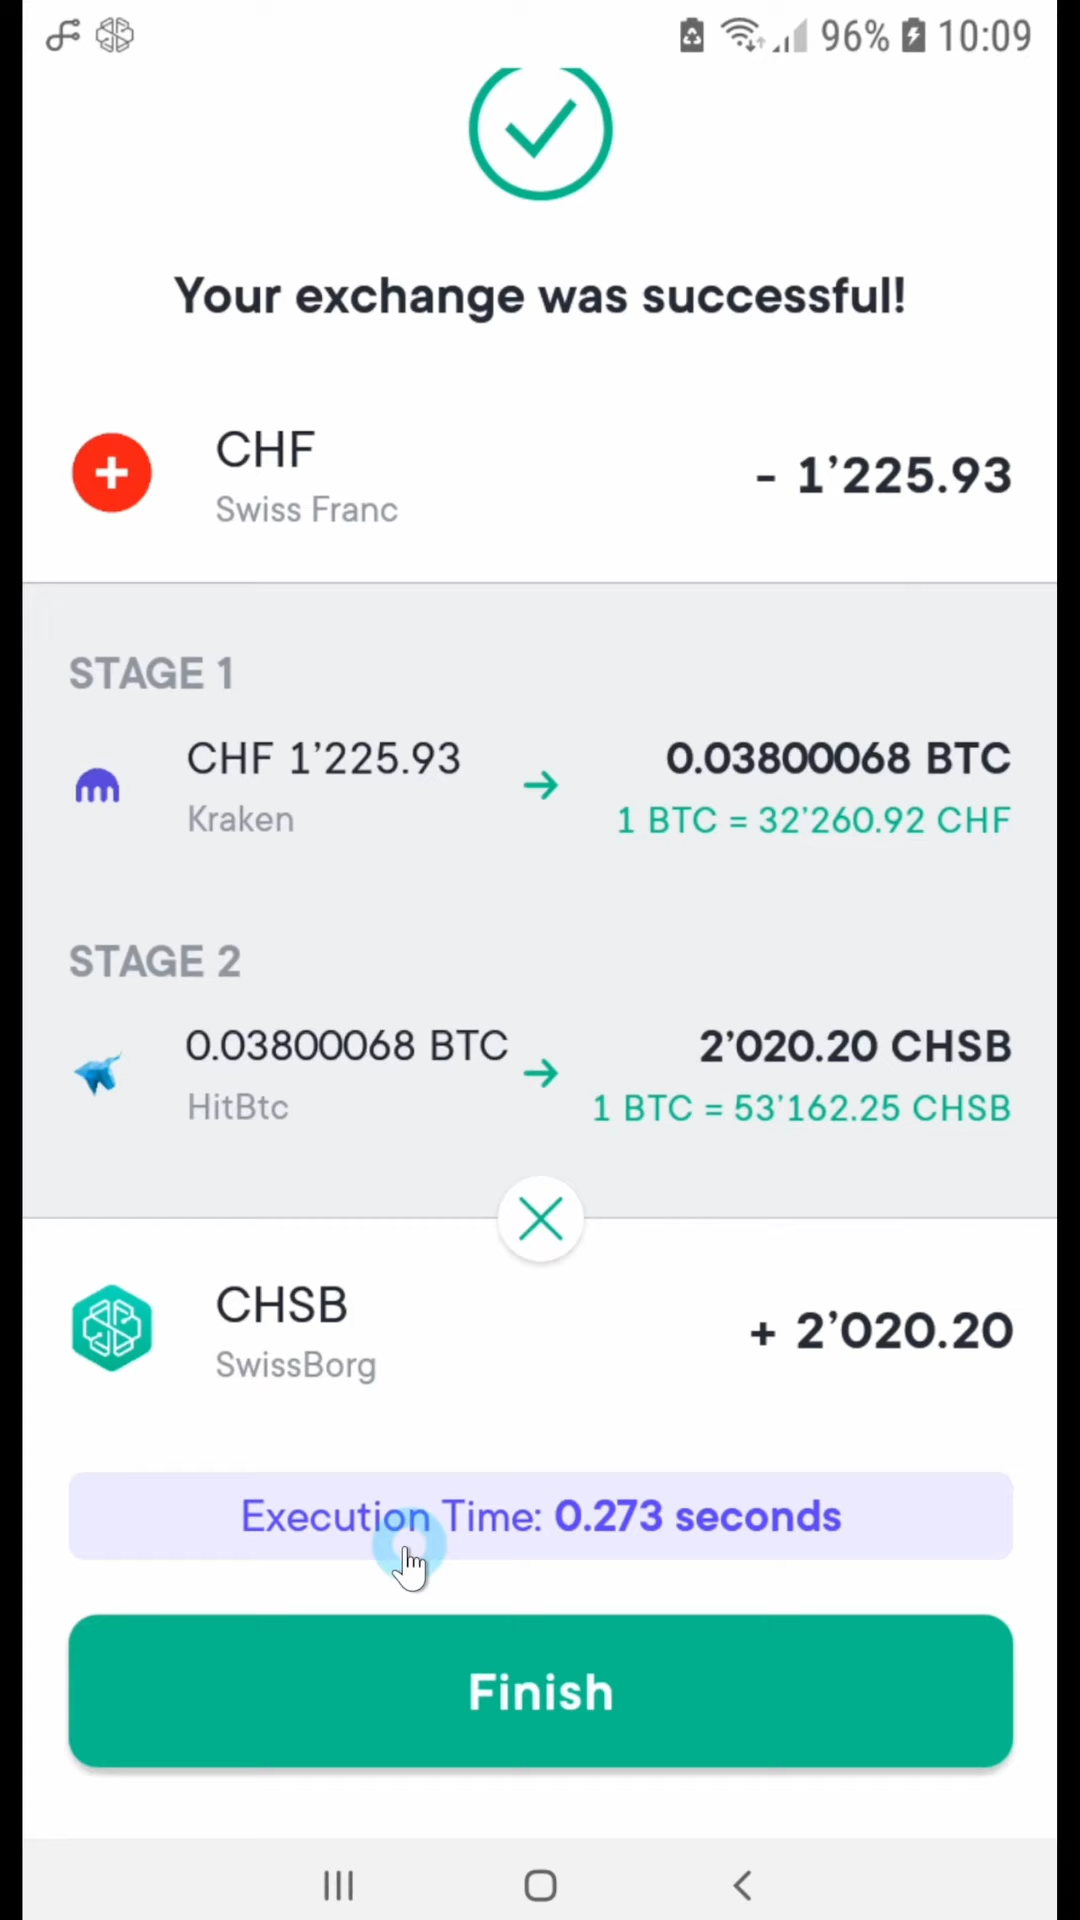 96% 10:09
Your exchange was successful!
CHF
Swiss Franc
- 1’225.93
STAGE 1
CHF 1’225.93
Kraken
0.03800068 BTC
1 BTC = 32’260.92 CHF
STAGE 2
0.03800068 BTC
HitBtc
2’020.20 CHSB
1 BTC = 53’162.25 CHSB
CHSB
SwissBorg
+ 2’020.20
Execution Time: 0.273 seconds
Finish